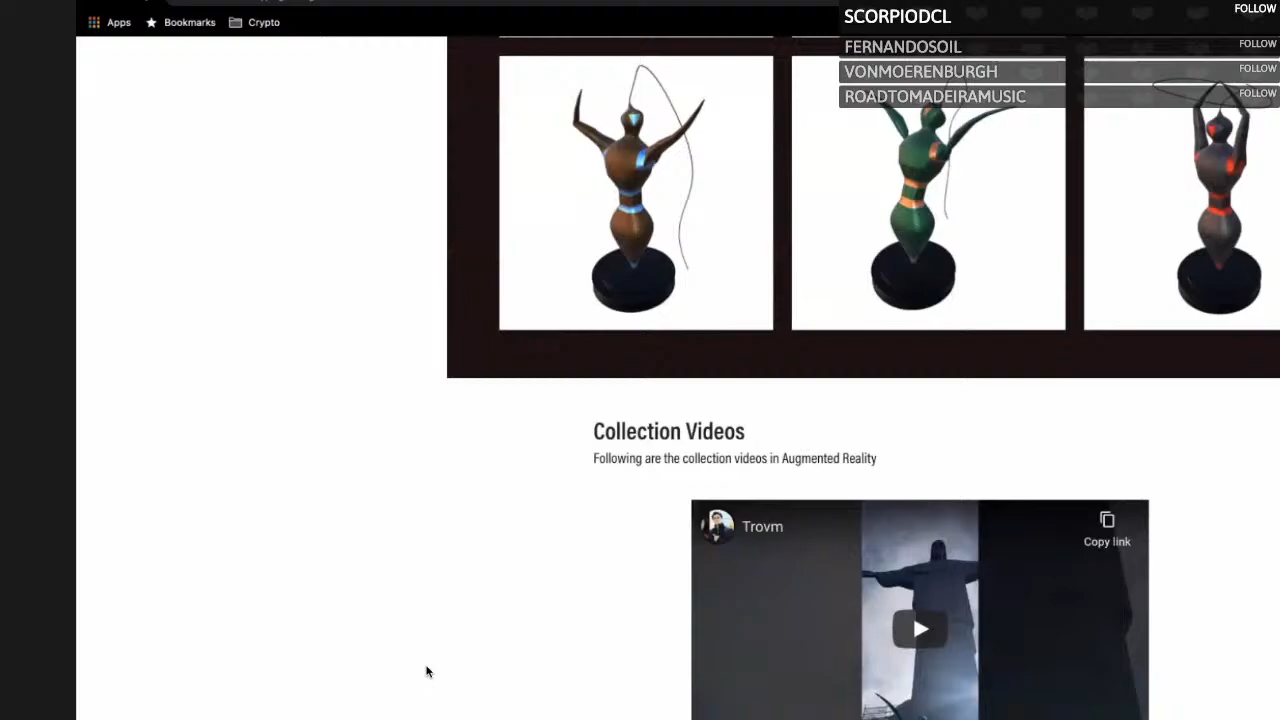 Apps
Bookmarks
Crypto
SCORPIODCL
FOLLOW
FERNANDOSOIL
FOLLOW
VONMOERENBURGH
FOLLOW
ROADTOMADEIRAMUSIC
FOLLOW
Collection Videos
Following are the collection videos in Augmented Reality
Trovm
Copy link